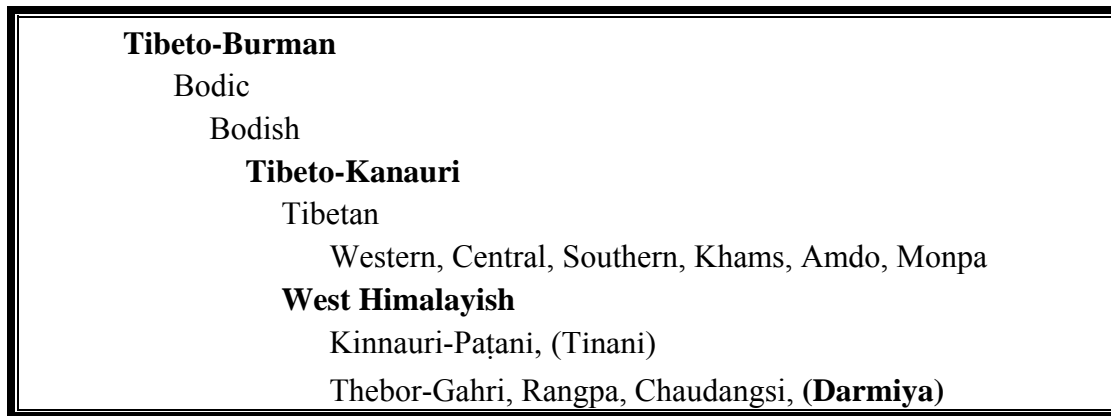 Tibeto-Burman
Bodic
Bodish
Tibeto-Kanauri
Tibetan
Western, Central, Southern, Khams, Amdo, Monpa
West Himalayish
Kinnauri-Paṭani, (Tinani)
Thebor-Gahri, Rangpa, Chaudangsi, (Darmiya)